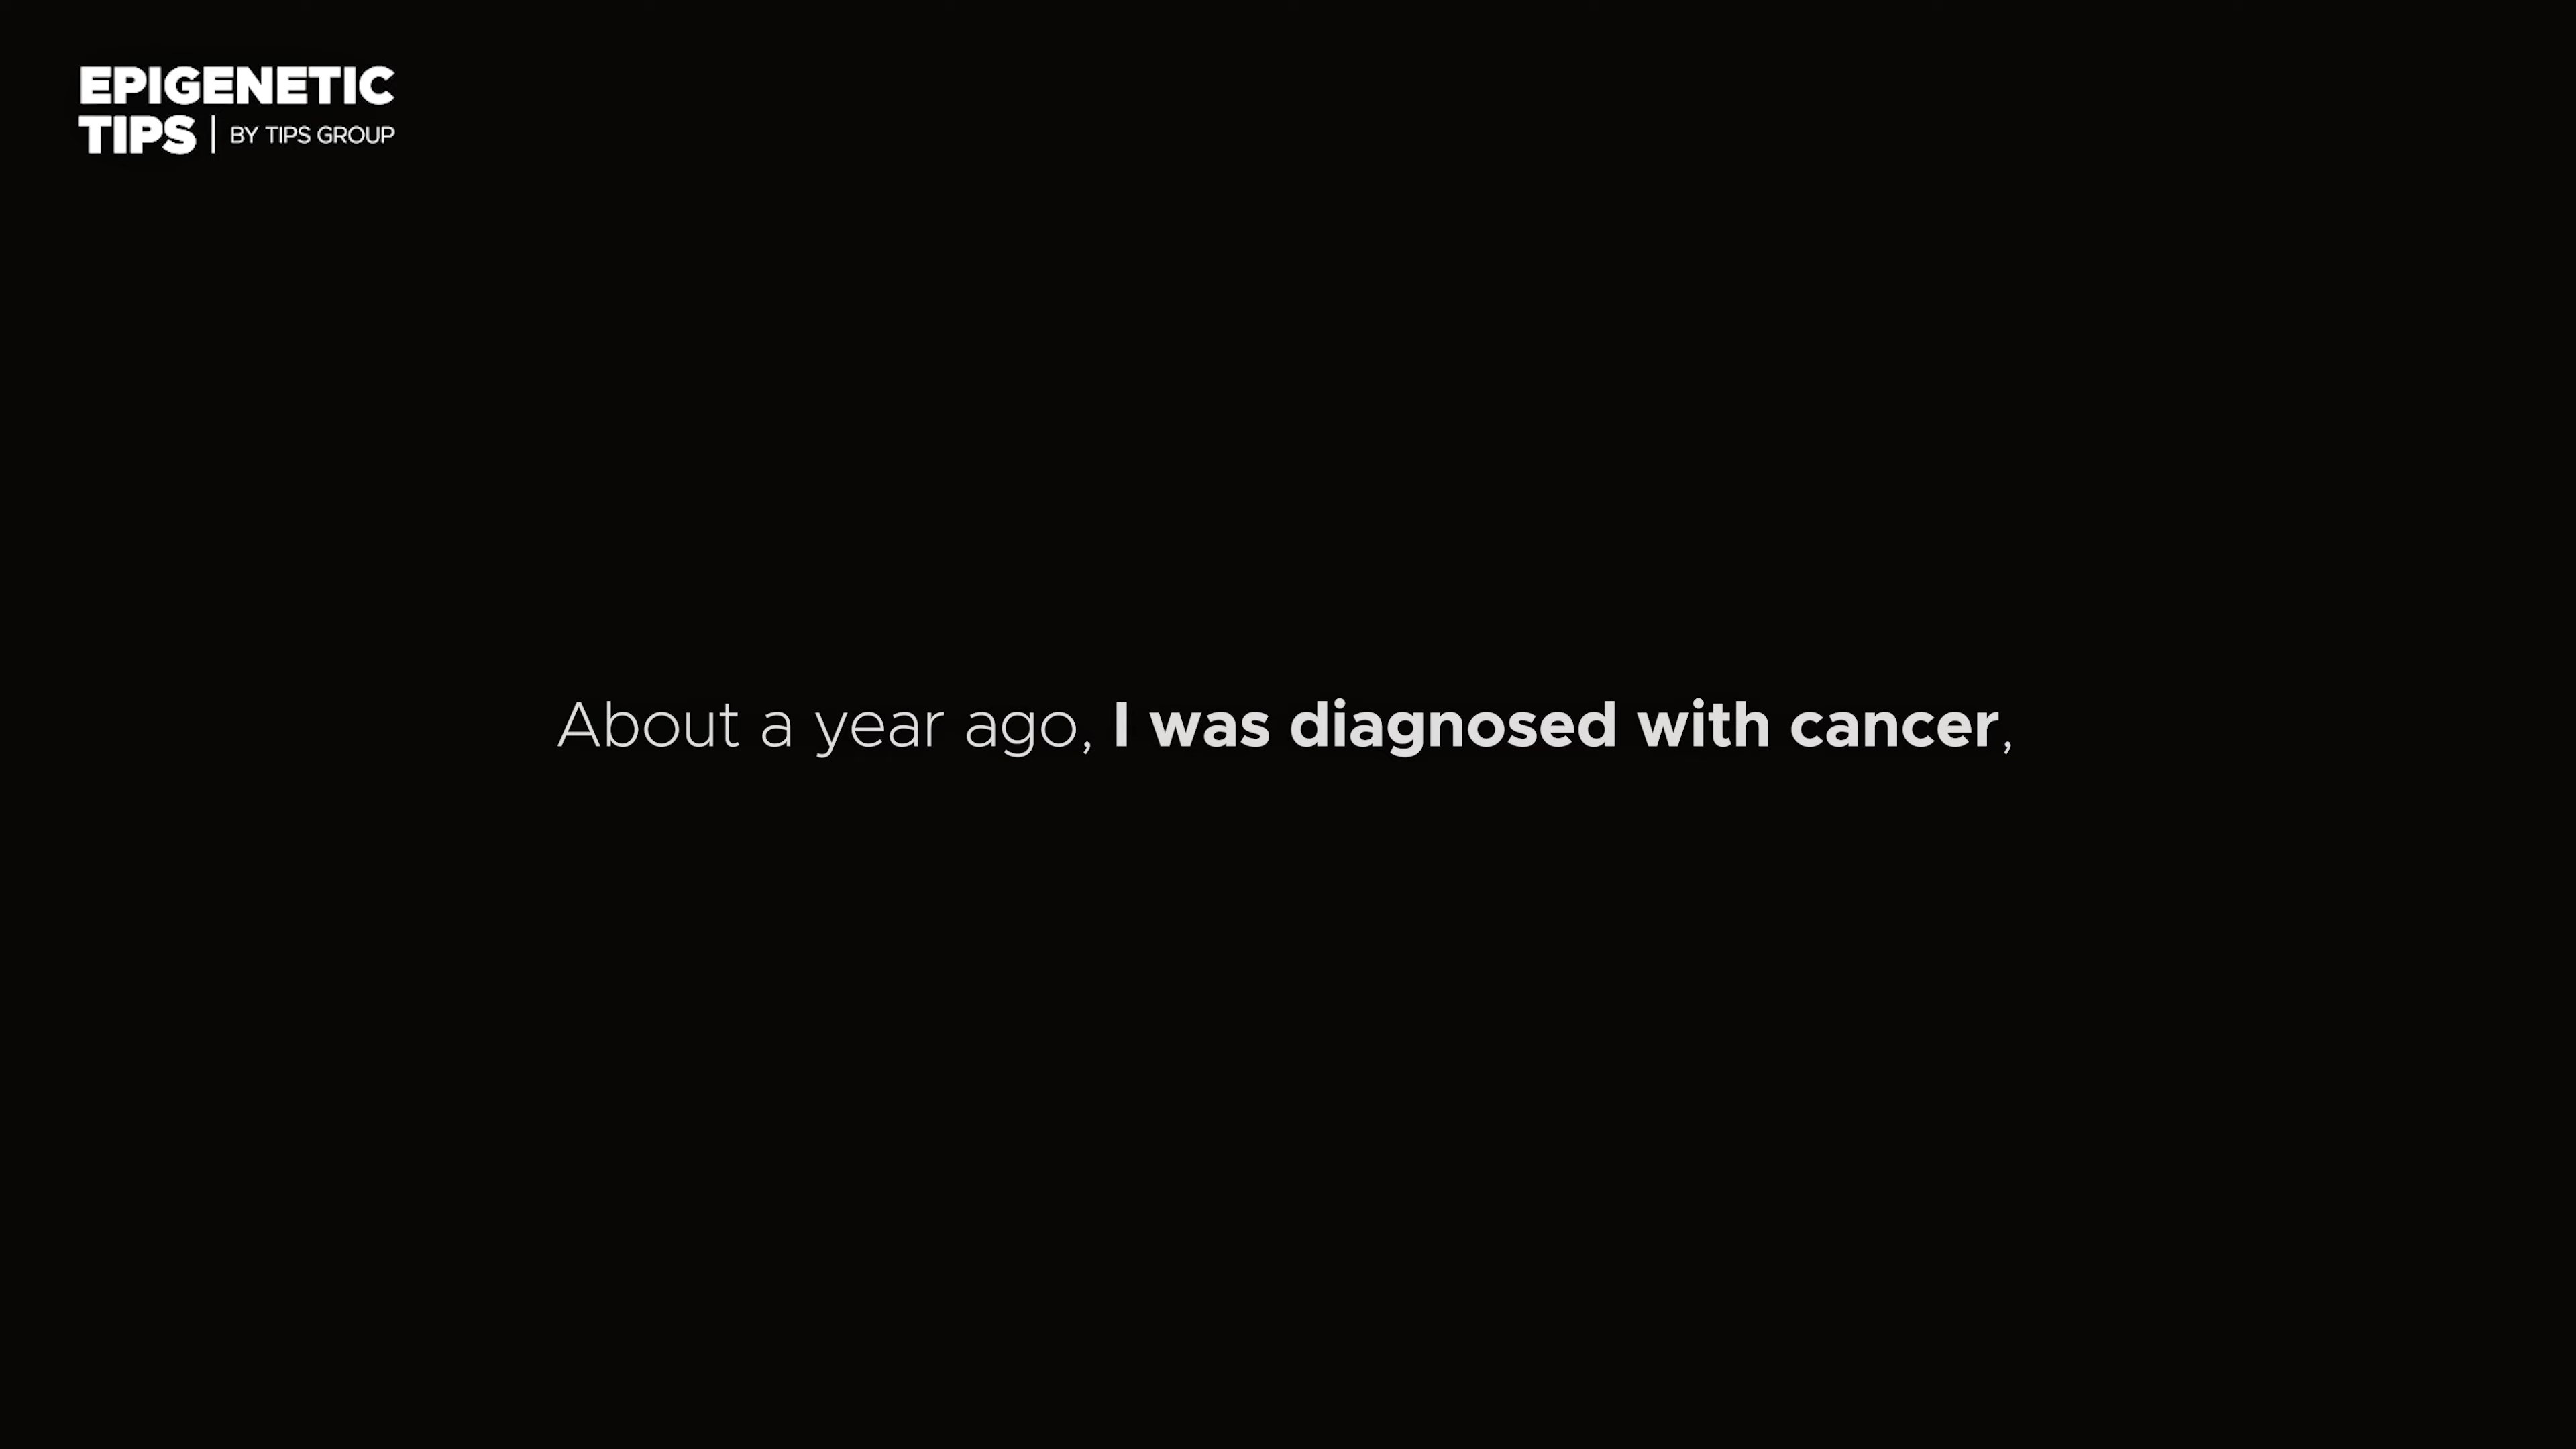 EPIGENETIC
TIPS | BY TIPS GROUP
About a year ago, I was diagnosed with cancer,